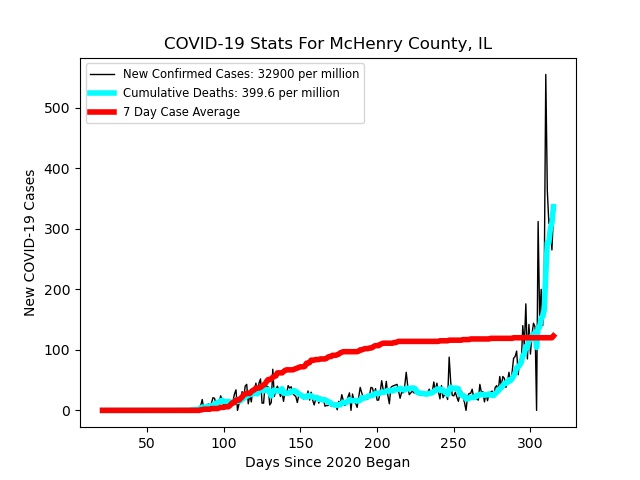 COVID-19 Stats For McHenry County, IL
New Confirmed Cases: 32900 per million
Cumulative Deaths: 399.6 per million
7 Day Case Average
New COVID-19 Cases
500
400
300
200
100
0
50 100 150 200 250 300
Days Since 2020 Began